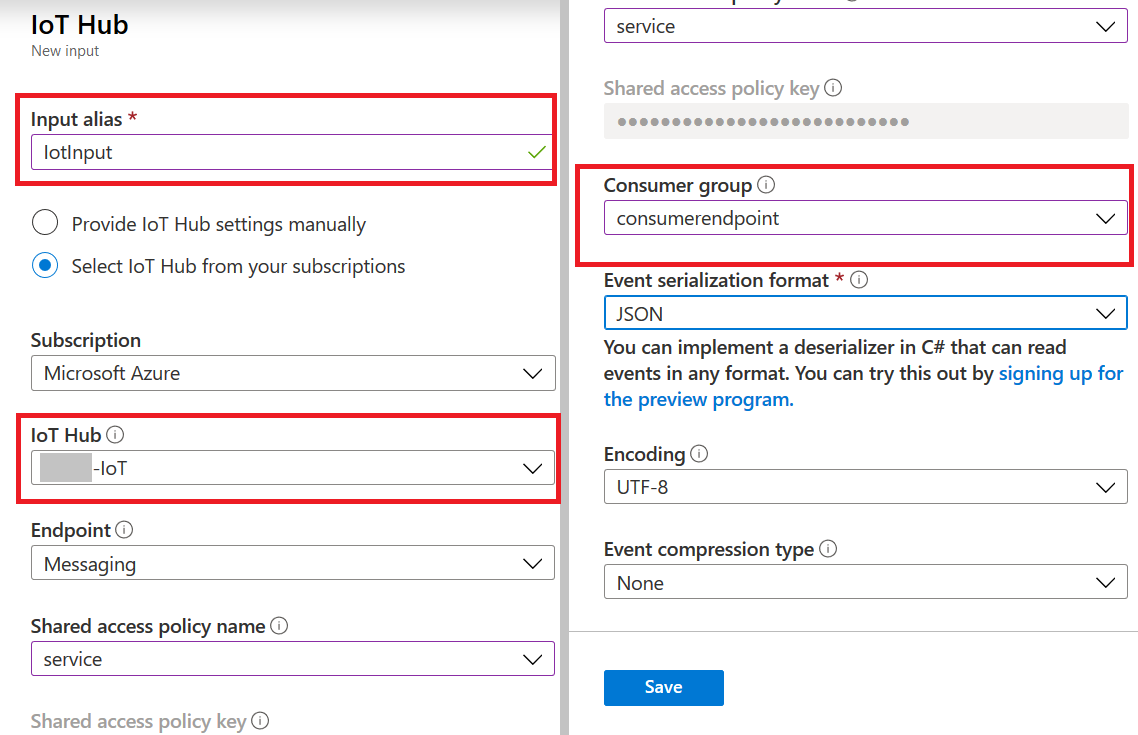 IoT Hub
New input
Input alias *
IotInput
Provide IoT Hub settings manually
Select IoT Hub from your subscriptions
Subscription
Microsoft Azure
IoT Hub
-IoT
Endpoint
Messaging
Shared access policy name
service
Shared access policy key
service
Shared access policy key
••••••••••••••••••••••••••••
Consumer group
consumerendpoint
Event serialization format *
JSON
You can implement a deserializer in C# that can read
events in any format. You can try this out by signing up for
the preview program.
Encoding
UTF-8
Event compression type
None
Save